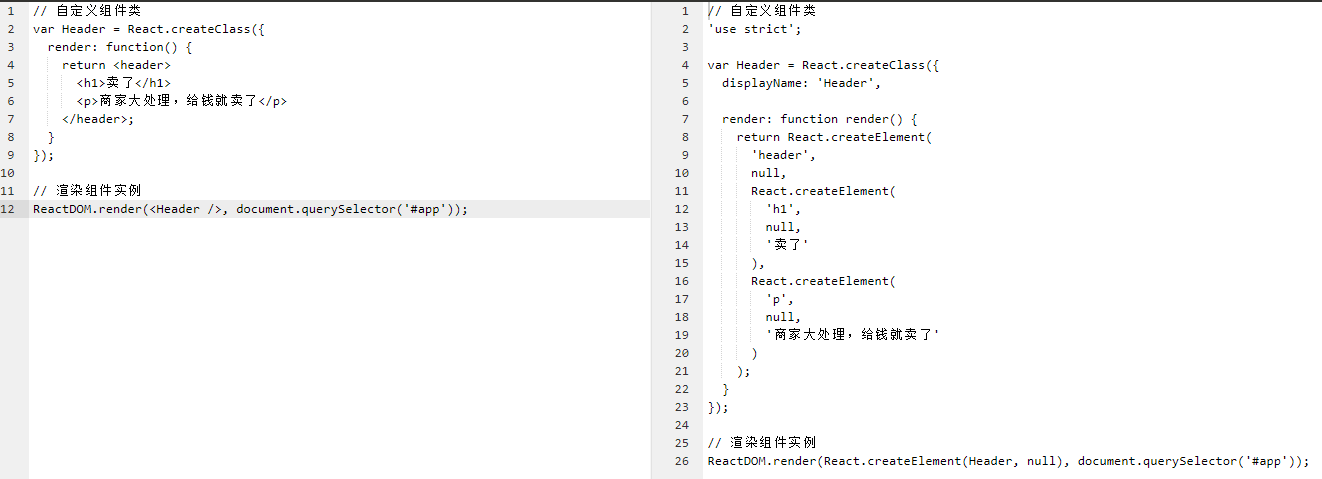 1 // 自定义组件类
2 var Header = React.createClass({
3 render: function() {
4 return <header>
5 <h1>卖了</h1>
6 <p>商家大处理，给钱就卖了</p>
7 </header>;
8 }
9 });
10
11 // 渲染组件实例
12 ReactDOM.render(<Header />, document.querySelector('#app'));
1 // 自定义组件类
2 'use strict';
3
4 var Header = React.createClass({
5 displayName: 'Header',
6
7 render: function render() {
8 return React.createElement(
9 'header',
10 null,
11 React.createElement(
12 'h1',
13 null,
14 '卖了'
15 ),
16 React.createElement(
17 'p',
18 null,
19 '商家大处理，给钱就卖了'
20 )
21 );
22 }
23 });
24
25 // 渲染组件实例
26 ReactDOM.render(React.createElement(Header, null), document.querySelector('#app'));